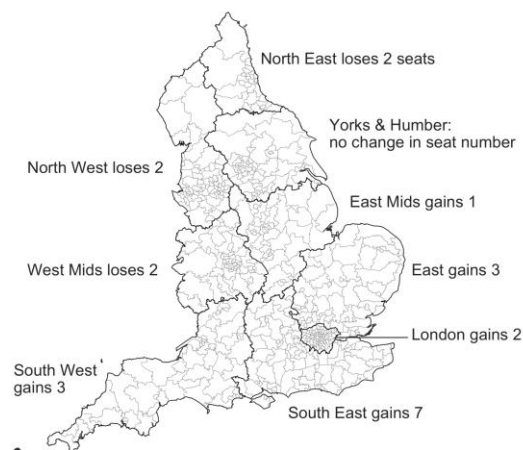 North East loses 2 seats
Yorks & Humber:
no change in seat number
North West loses 2
East Mids gains 1
West Mids loses 2
East gains 3
London gains 2
South West
gains 3
South East gains 7